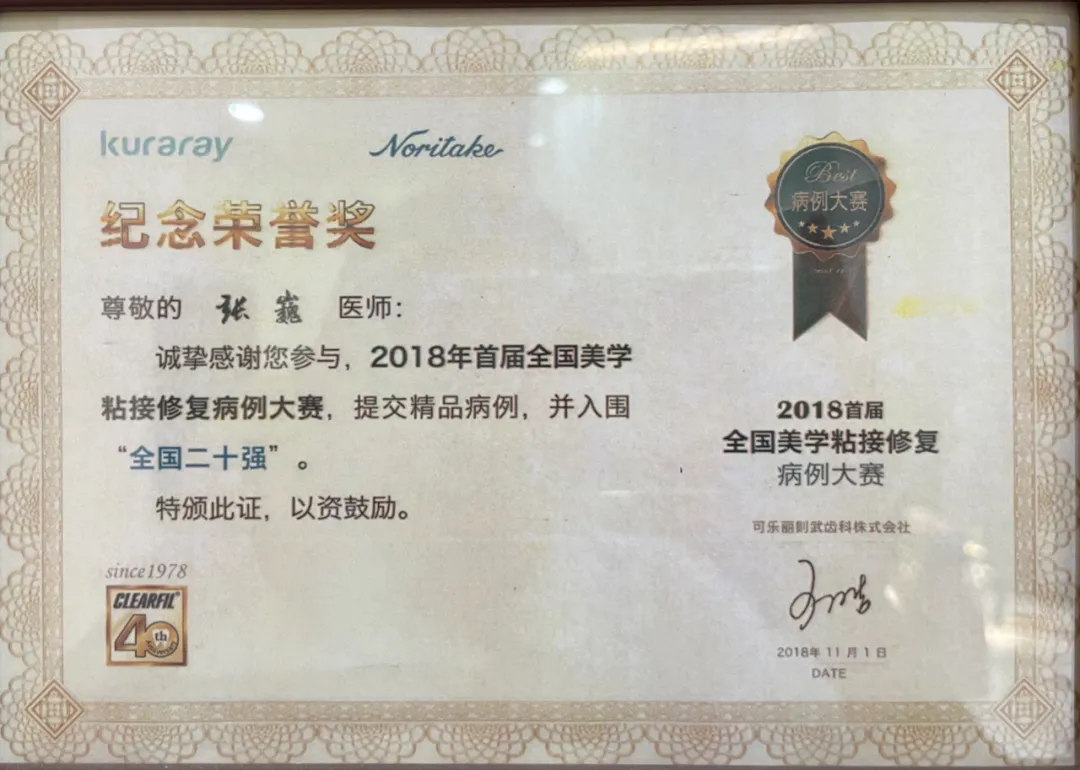 kuraray
Noritake
纪念荣誉奖
尊敬的 张巍 医师：
诚挚感谢您参与，2018年首届全国美学
粘接修复病例大赛，提交精品病例，并入围
“全国二十强”。
特颁此证，以资鼓励。
since1978
CLEARFIL®
40th
Best
病例大赛
2018首届
全国美学粘接修复
病例大赛
可乐丽则武齿科株式会社
2018年 11 月 1 日
DATE